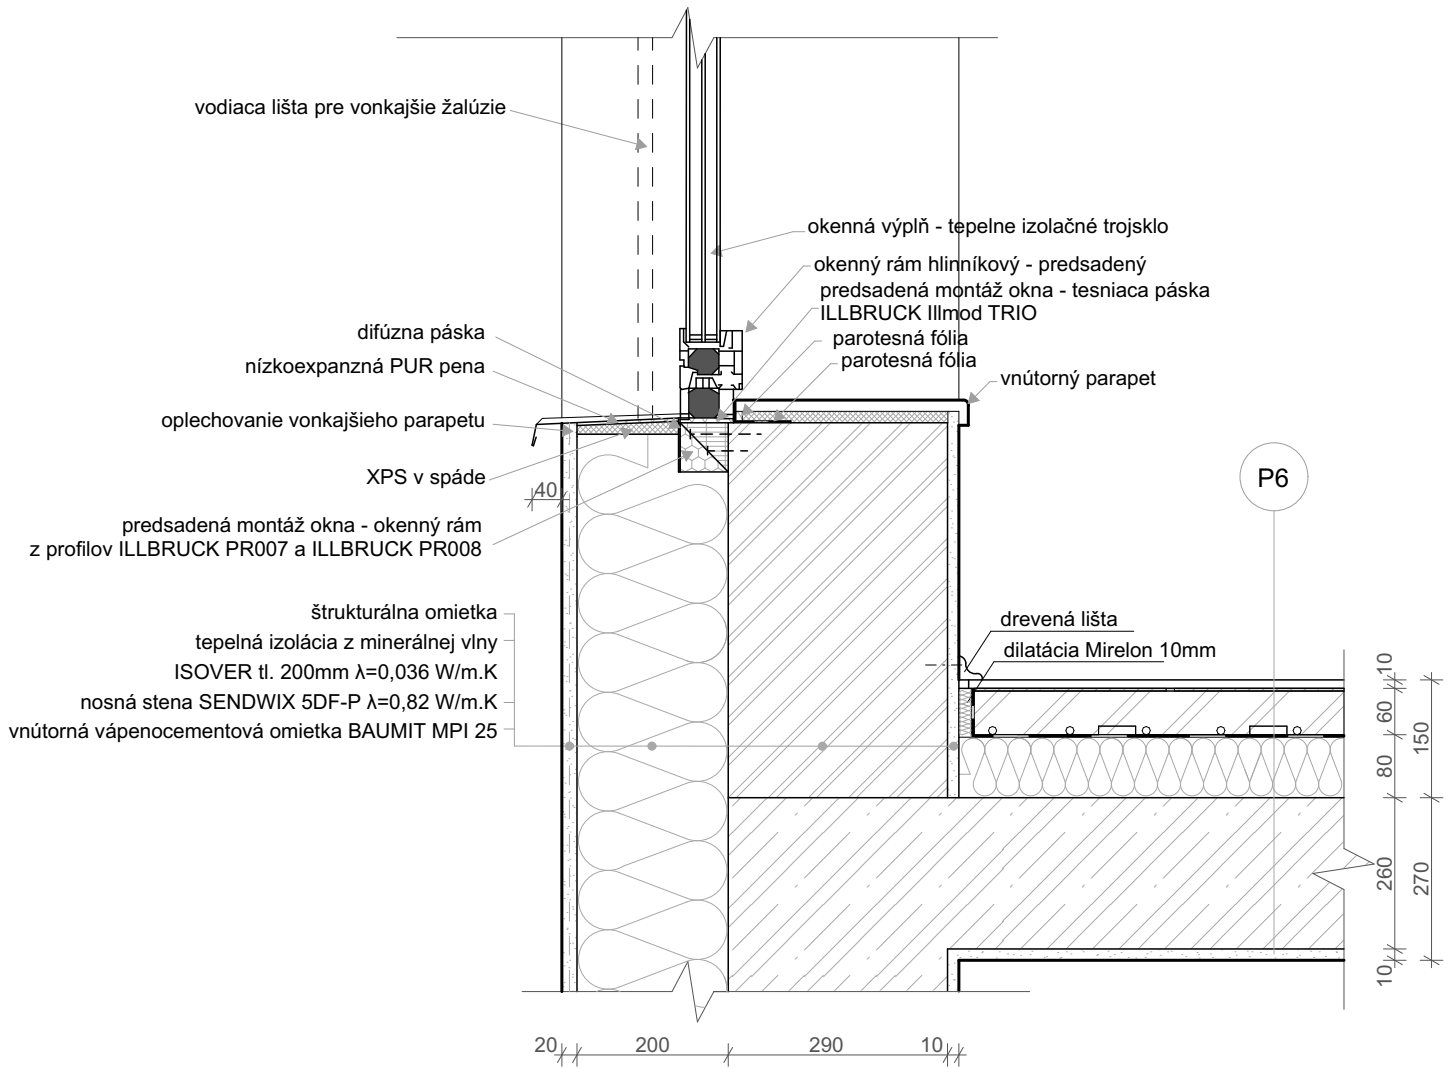 vodiaca lišta pre vonkajšie žalúzie
okenná výplň - tepelne izolačné trojsklo
okenný rám hlinníkový - predsadený
predsadená montáž okna - tesniaca páska
ILLBRUCK Illmod TRIO
parotesná fólia
parotesná fólia
vnútorný parapet
difúzna páska
nízkoexpanzná PUR pena
oplechovanie vonkajšieho parapetu
XPS v spáde
40
predsadená montáž okna - okenný rám
z profilov ILLBRUCK PR007 a ILLBRUCK PR008
P6
štrukturálna omietka
tepelná izolácia z minerálnej vlny
ISOVER tl. 200mm λ=0,036 W/m.K
nosná stena SENDWIX 5DF-P λ=0,82 W/m.K
vnútorná vápenocementová omietka BAUMIT MPI 25
drevená lišta
dilatácia Mirelon 10mm
10
60
80
150
260
270
10
20
200
290
10